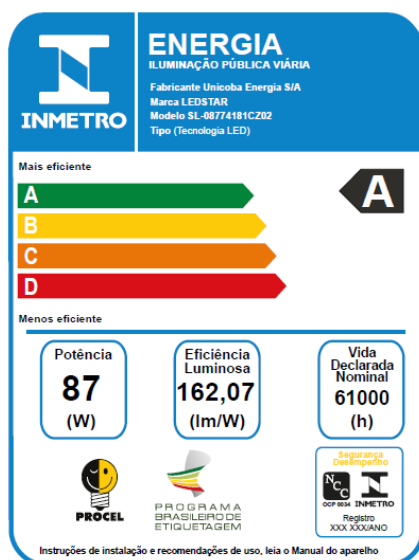 ENERGIA
ILUMINAÇÃO PÚBLICA VIÁRIA
Fabricante Unicoba Energia S/A
Marca LEDSTAR
Modelo SL-08774181CZ02
Tipo (Tecnologia LED)
INMETRO
Mais eficiente
A
A
B
C
D
Menos eficiente
Potência
87
(W)
Eficiência
Luminosa
162,07
(lm/W)
Vida
Declarada
Nominal
61000
(h)
PROCEL
PROGRAMA
BRASILEIRO DE
ETIQUETAGEM
Segurança
Desempenho
NCC
OCP 0034
INMETRO
Registro
XXX XXX/ANO
Instruções de instalação e recomendações de uso, leia o Manual do aparelho